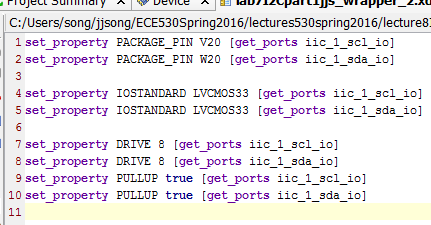 Project Summary
Device
lab7I2Cpart1jjs_wrapper_2.xd
C:/Users/song/jjsong/ECE530Spring2016/lectures530spring2016/lecture8
1 set_property PACKAGE_PIN V20 [get_ports iic_1_scl_io]
2 set_property PACKAGE_PIN W20 [get_ports iic_1_sda_io]
3
4 set_property IOSTANDARD LVCMOS33 [get_ports iic_1_scl_io]
5 set_property IOSTANDARD LVCMOS33 [get_ports iic_1_sda_io]
6
7 set_property DRIVE 8 [get_ports iic_1_scl_io]
8 set_property DRIVE 8 [get_ports iic_1_sda_io]
9 set_property PULLUP true [get_ports iic_1_scl_io]
10 set_property PULLUP true [get_ports iic_1_sda_io]
11